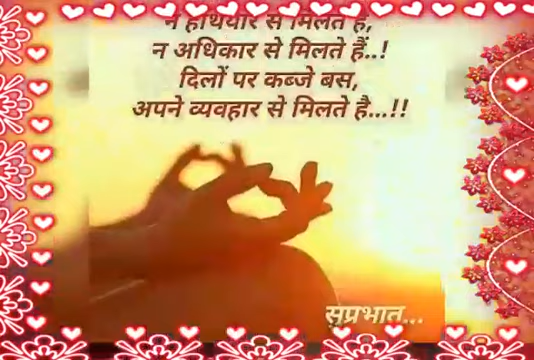 न हथियार से मिलते है,
न अधिकार से मिलते हैं..!
दिलों पर कब्जे बस,
अपने व्यवहार से मिलते है...!!
सुप्रभात...